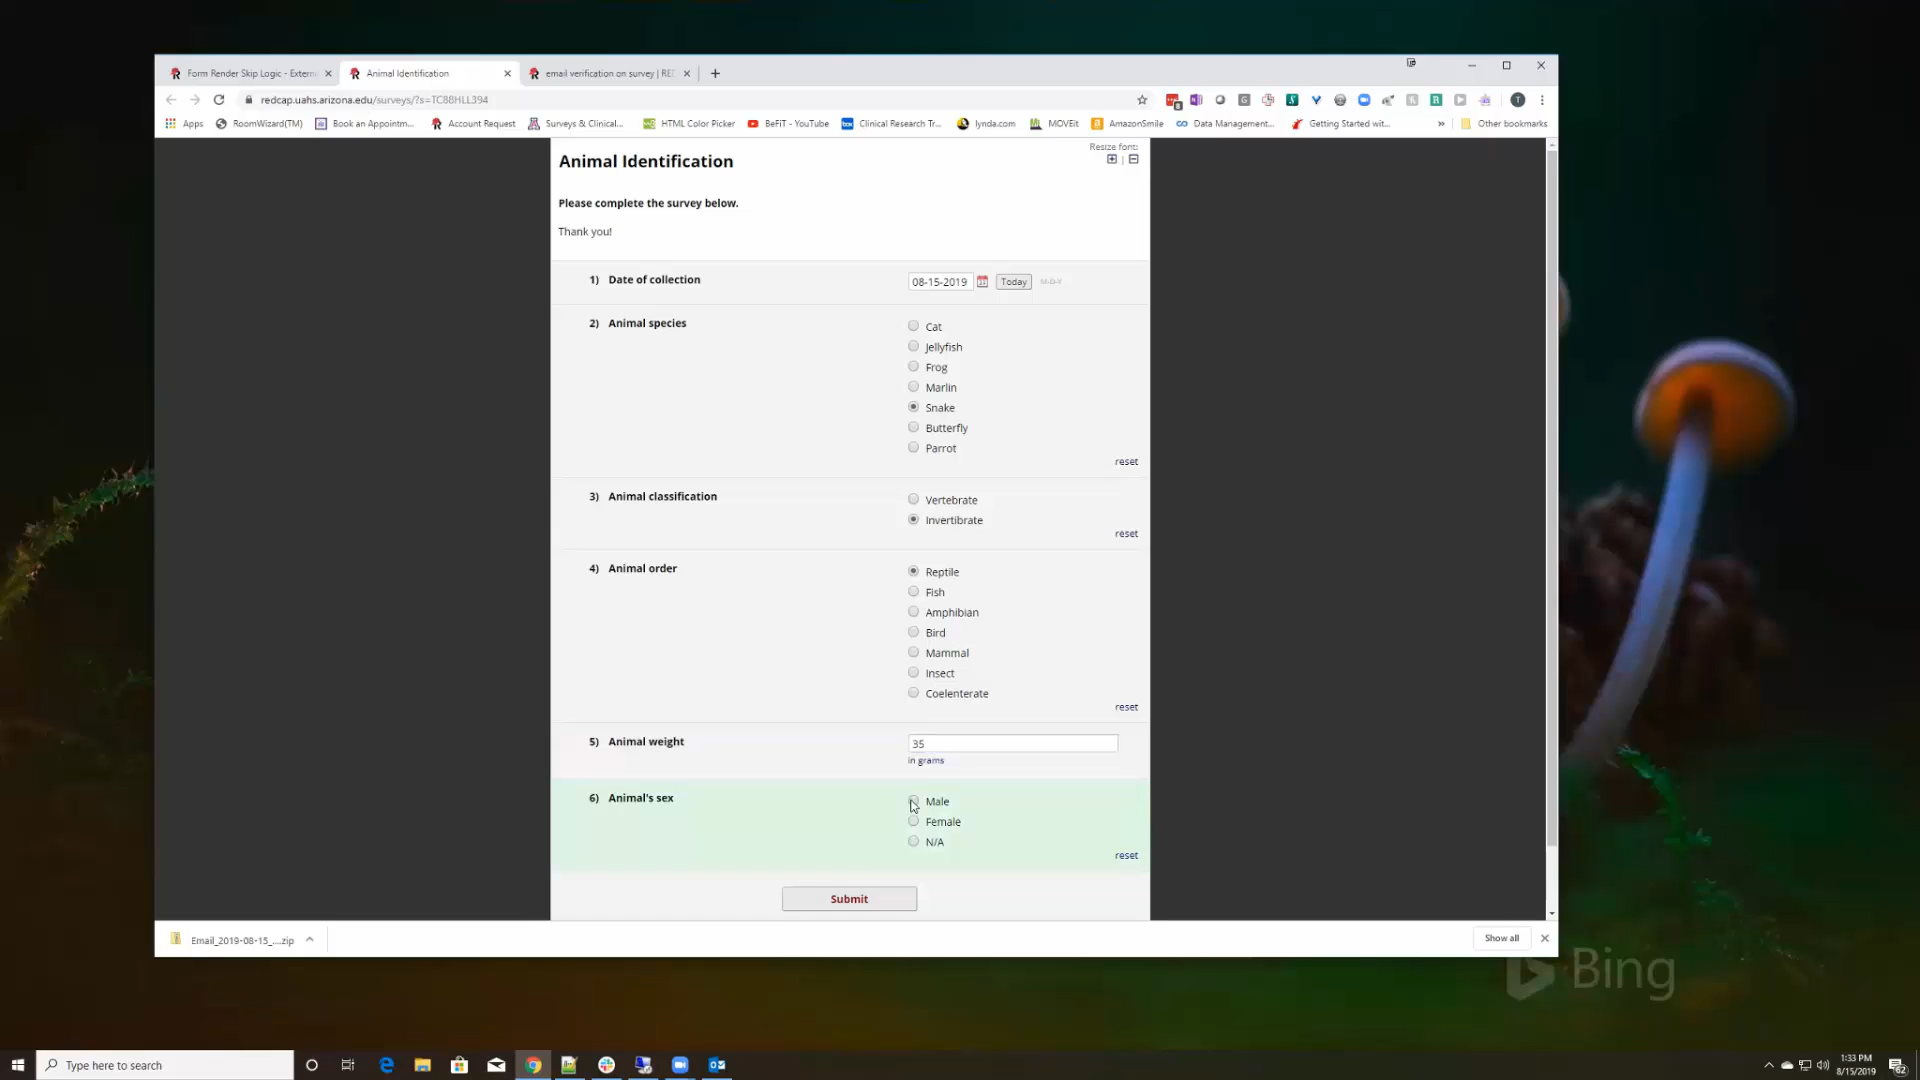 Form Render Skip Logic - Extern
Animal Identification
email verification on survey | RE
redcap.uahs.arizona.edu/surveys/?s=TC88HLL394
Apps
RoomWizard(TM)
Book an Appointm...
Account Request
Surveys & Clinical...
HTML Color Picker
BeFiT - YouTube
Clinical Research Tr...
lynda.com
MOVEit
AmazonSmile
Data Management...
Getting Started wit...
»
Other bookmarks
Resize font:
Animal Identification
Please complete the survey below.
Thank you!
1) Date of collection
08-15-2019
Today
M-D-Y
2) Animal species
Cat
Jellyfish
Frog
Marlin
Snake
Butterfly
Parrot
reset
3) Animal classification
Vertebrate
Invertibrate
reset
4) Animal order
Reptile
Fish
Amphibian
Bird
Mammal
Insect
Coelenterate
reset
5) Animal weight
35
in grams
6) Animal's sex
Male
Female
N/A
reset
Submit
Email_2019-08-15_....zip
Show all
Bing
Type here to search
1:33 PM
8/15/2019
62